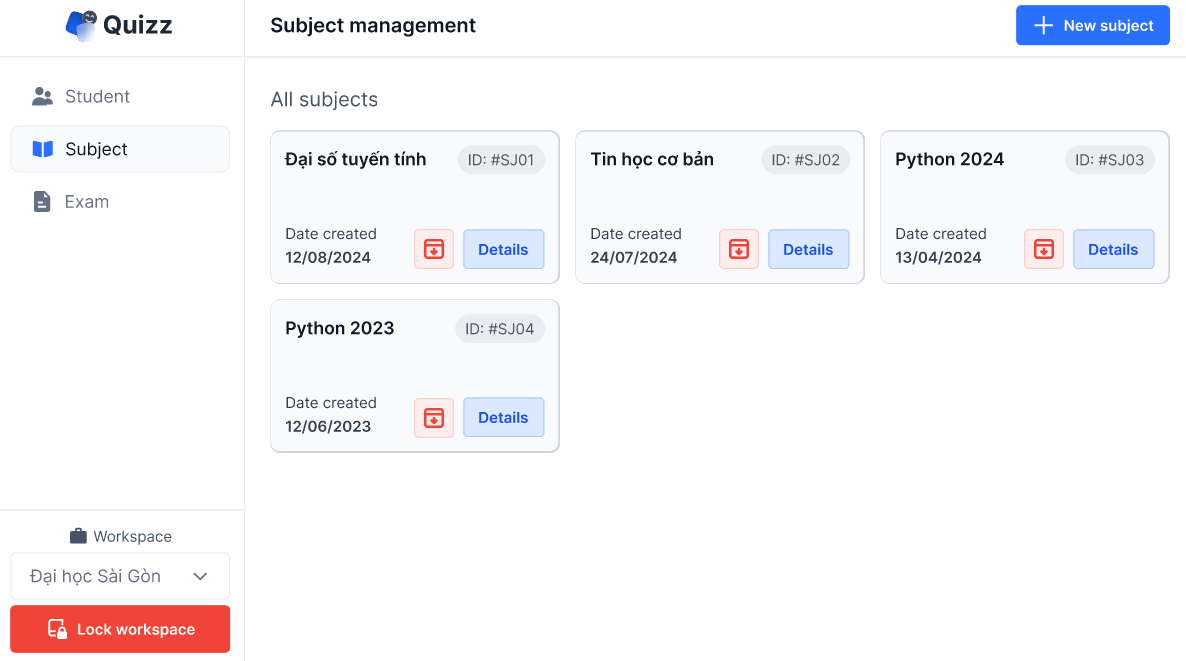 Quizz
Subject management
New subject
Student
Subject
Exam
All subjects
Đại số tuyến tính
ID: #SJ01
Date created
12/08/2024
Details
Tin học cơ bản
ID: #SJ02
Date created
24/07/2024
Details
Python 2024
ID: #SJ03
Date created
13/04/2024
Details
Python 2023
ID: #SJ04
Date created
12/06/2023
Details
Workspace
Đại học Sài Gòn
Lock workspace